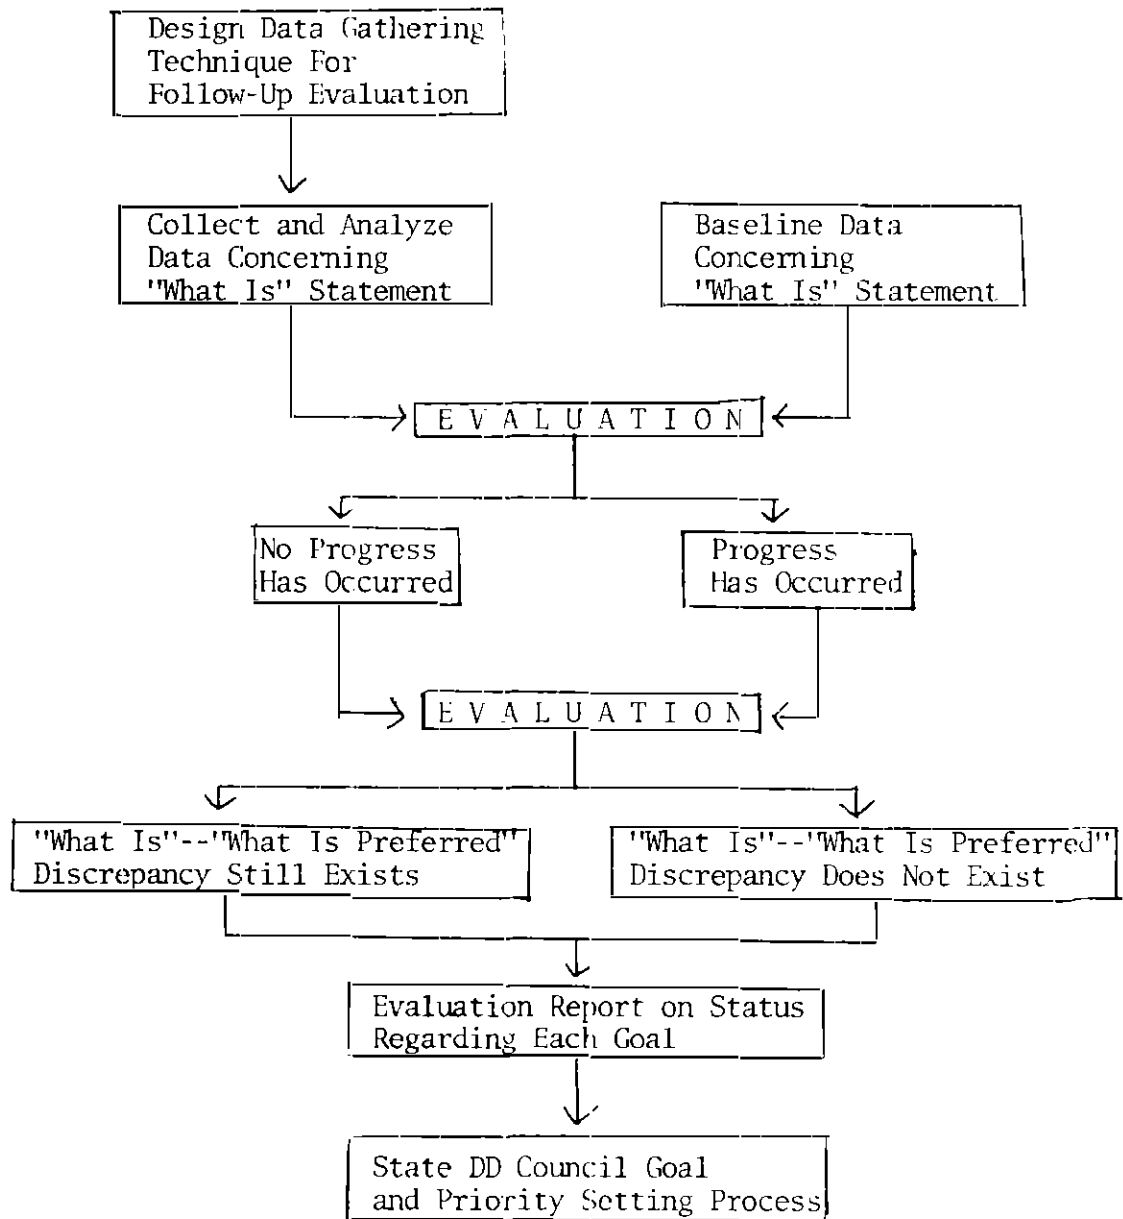 Design Data Gathering
Technique For
Follow-Up Evaluation
Collect and Analyze
Data Concerning
"What Is" Statement
Baseline Data
Concerning
"What Is" Statement
E V A L U A T I O N
No Progress
Has Occurred
Progress
Has Occurred
E V A L U A T I O N
"What Is"--"What Is Preferred"
Discrepancy Still Exists
"What Is"--"What Is Preferred"
Discrepancy Does Not Exist
Evaluation Report on Status
Regarding Each Goal
State DD Council Goal
and Priority Setting Process